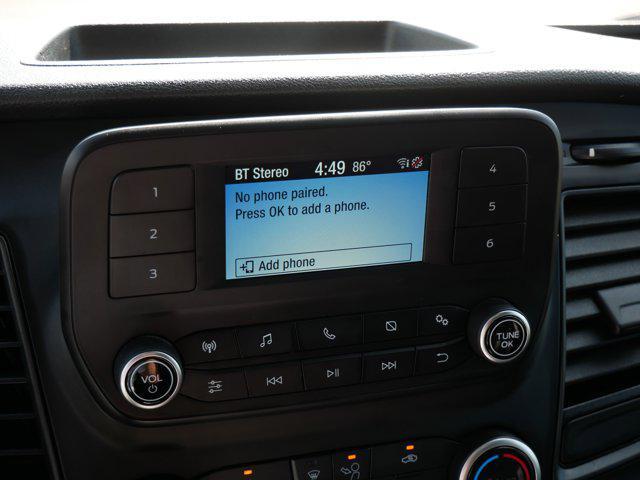 BT Stereo 4:49 86°
No phone paired.
Press OK to add a phone.
Add phone
1
2
3
4
5
6
VOL
TUNE
OK